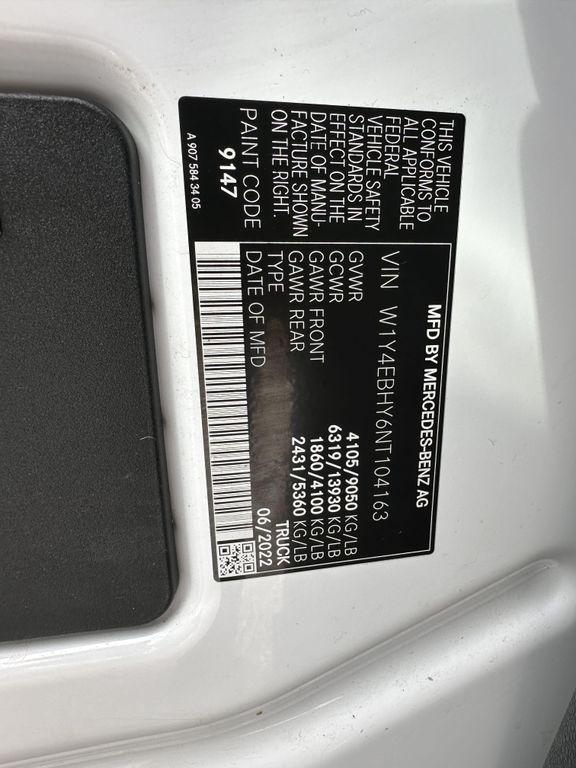 THIS VEHICLE
CONFORMS TO
ALL APPLICABLE
FEDERAL
VEHICLE SAFETY
STANDARDS IN
EFFECT ON THE
DATE OF MANU-
FACTURE SHOWN
ON THE RIGHT.
PAINT CODE
9147
A 907 584 34 05
MFD BY MERCEDES-BENZ AG
VIN W1Y4EBHY6NT104163
GVWR 4105/9050 KG/LB
GCWR 6319/13930 KG/LB
GAWR FRONT 1860/4100 KG/LB
GAWR REAR 2431/5360 KG/LB
TYPE TRUCK
DATE OF MFD 06/2022